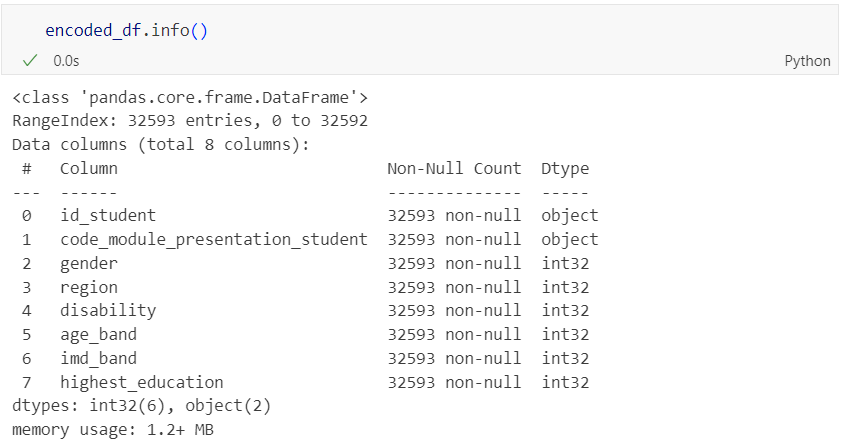 encoded_df.info()
0.0s
Python
<class 'pandas.core.frame.DataFrame'>
RangeIndex: 32593 entries, 0 to 32592
Data columns (total 8 columns):
 #   Column                            Non-Null Count  Dtype
---  ------                            --------------  -----
 0   id_student                        32593 non-null  object
 1   code_module_presentation_student  32593 non-null  object
 2   gender                            32593 non-null  int32
 3   region                            32593 non-null  int32
 4   disability                        32593 non-null  int32
 5   age_band                          32593 non-null  int32
 6   imd_band                          32593 non-null  int32
 7   highest_education                 32593 non-null  int32
dtypes: int32(6), object(2)
memory usage: 1.2+ MB